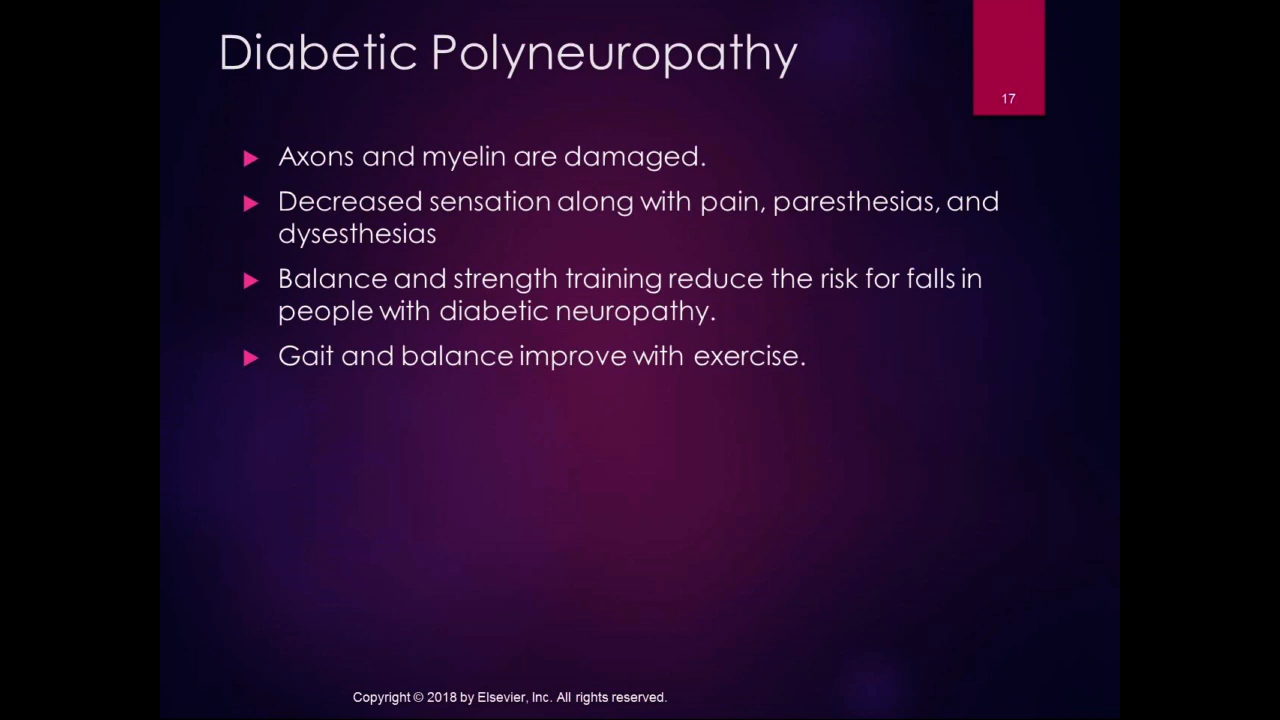 Diabetic Polyneuropathy
17
Axons and myelin are damaged.
Decreased sensation along with pain, paresthesias, and
dysesthesias
Balance and strength training reduce the risk for falls in
people with diabetic neuropathy.
Gait and balance improve with exercise.
Copyright © 2018 by Elsevier, Inc. All rights reserved.